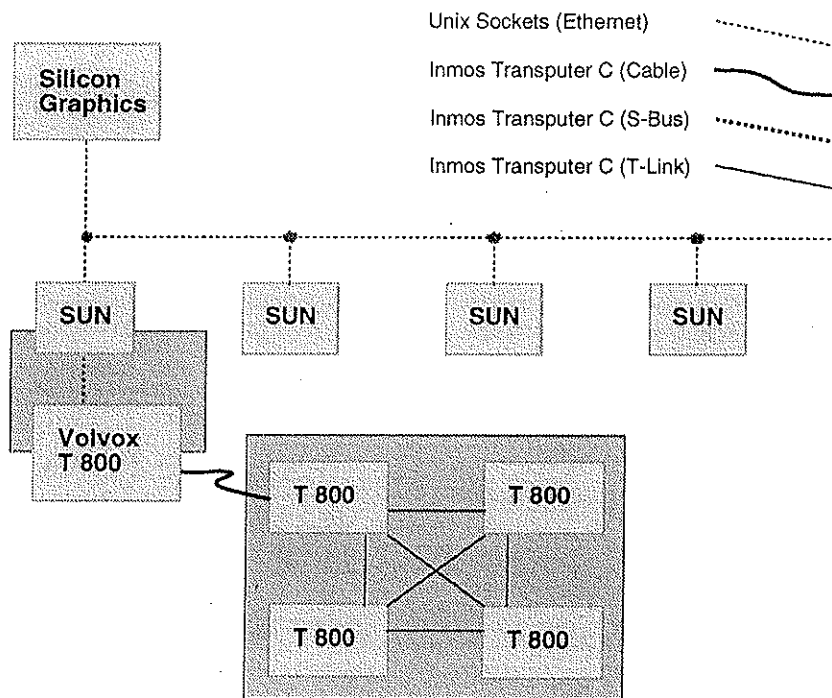 Unix Sockets (Ethernet)
Silicon
Graphics
Inmos Transputer C (Cable)
Inmos Transputer C (S-Bus)
Inmos Transputer C (T-Link)
SUN
SUN
SUN
SUN
Volvox
T 800
T 800
T 800
T 800
T 800